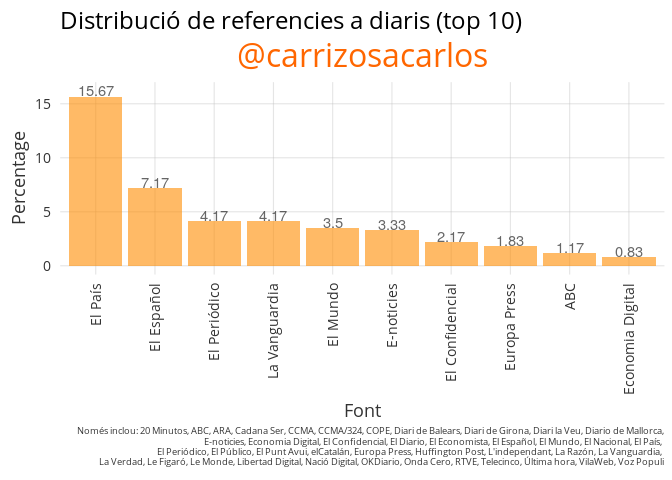 Distribució de referencies a diaris (top 10)
@carrizosacarlos
Percentage
15
10
5
0
15.67
7.17
4.17
4.17
3.5
3.33
2.17
1.83
1.17
0.83
El País
El Español
El Periódico
La Vanguardia
El Mundo
E-noticies
El Confidencial
Europa Press
ABC
Economia Digital
Font
Només inclou: 20 Minutos, ABC, ARA, Cadana Ser, CCMA, CCMA/324, COPE, Diari de Balears, Diari de Girona, Diari la Veu, Diario de Mallorca,
E-noticies, Economia Digital, El Confidencial, El Diario, El Economista, El Español, El Mundo, El Nacional, El País,
El Periódico, El Público, El Punt Avui, elCatalán, Europa Press, Huffington Post, L'independant, La Razón, La Vanguardia,
La Verdad, Le Figaró, Le Monde, Libertad Digital, Nació Digital, OKDiario, Onda Cero, RTVE, Telecinco, Última hora, VilaWeb, Voz Populi